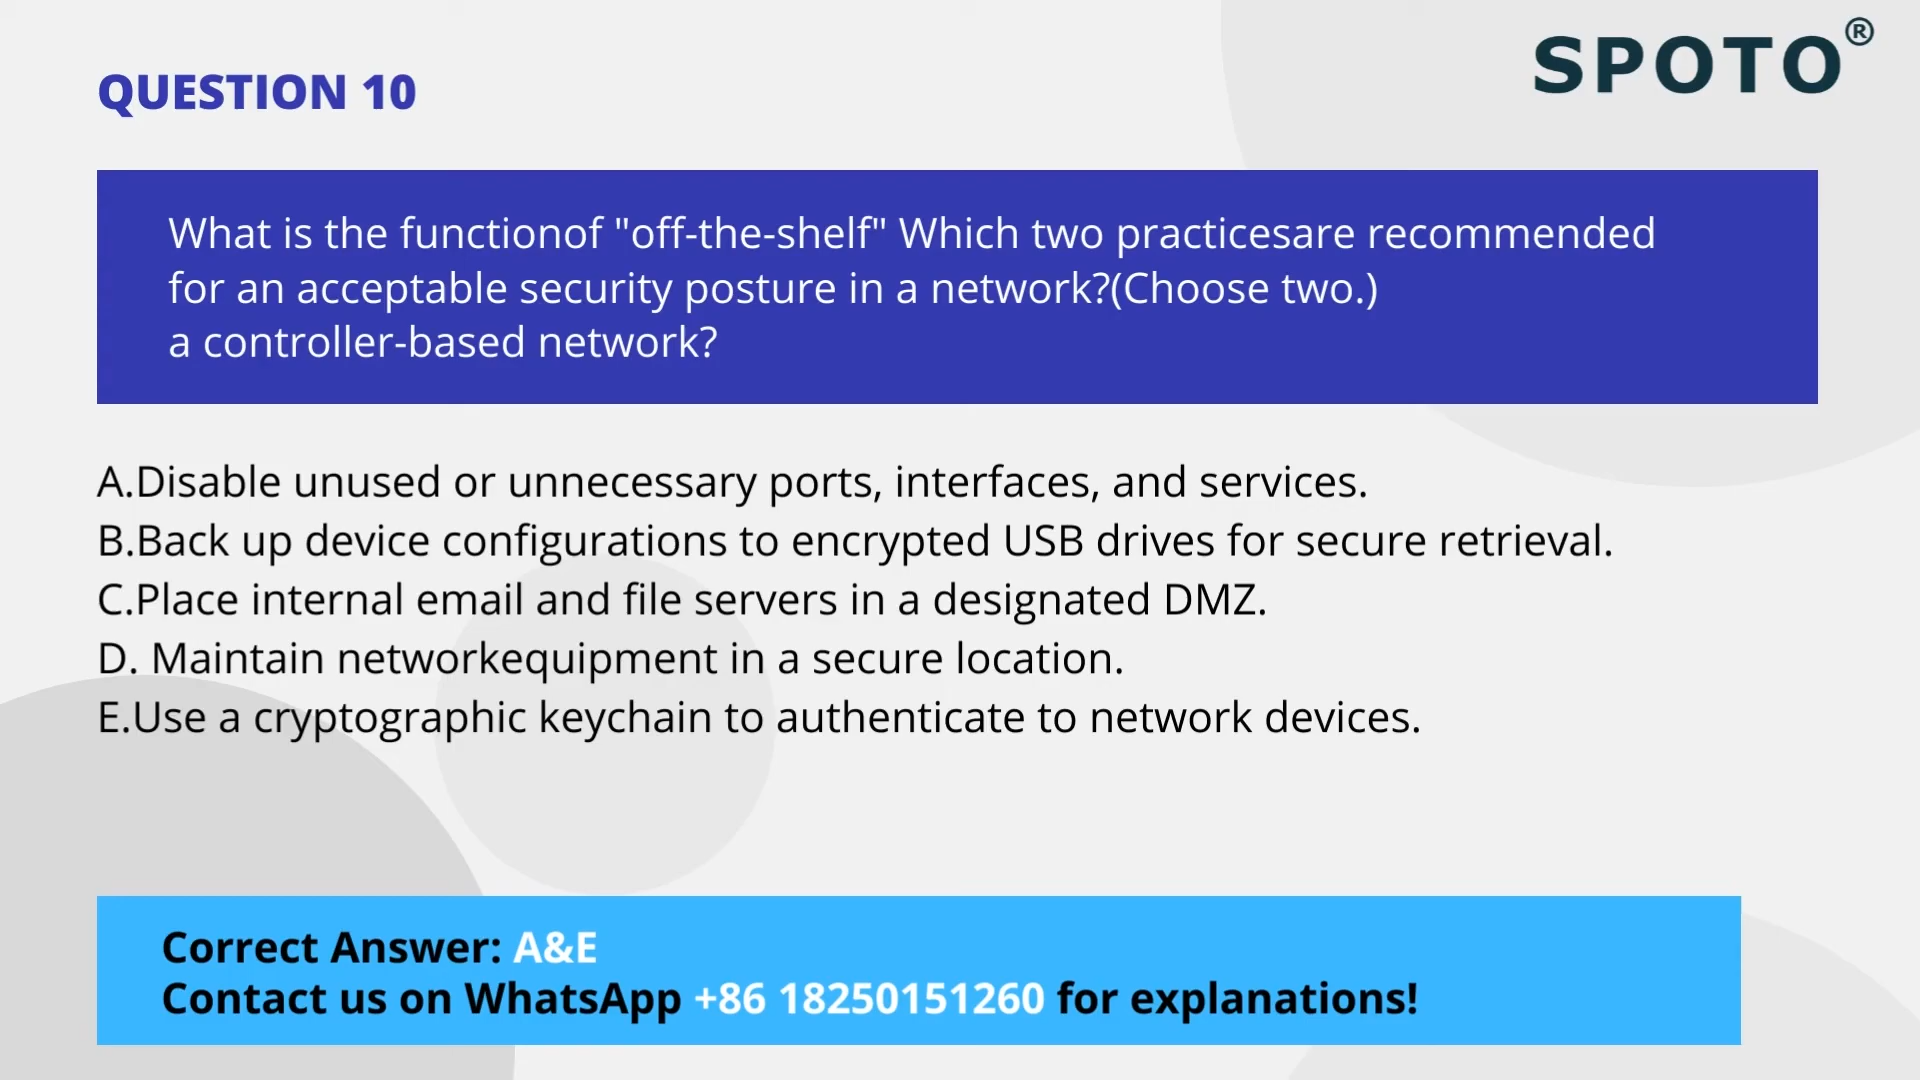 SPOTO®
QUESTION 10
What is the functionof "off-the-shelf" Which two practicesare recommended
for an acceptable security posture in a network?(Choose two.)
a controller-based network?
A.Disable unused or unnecessary ports, interfaces, and services.
B.Back up device configurations to encrypted USB drives for secure retrieval.
C.Place internal email and file servers in a designated DMZ.
D. Maintain networkequipment in a secure location.
E.Use a cryptographic keychain to authenticate to network devices.
Correct Answer: A&E
Contact us on WhatsApp +86 18250151260 for explanations!